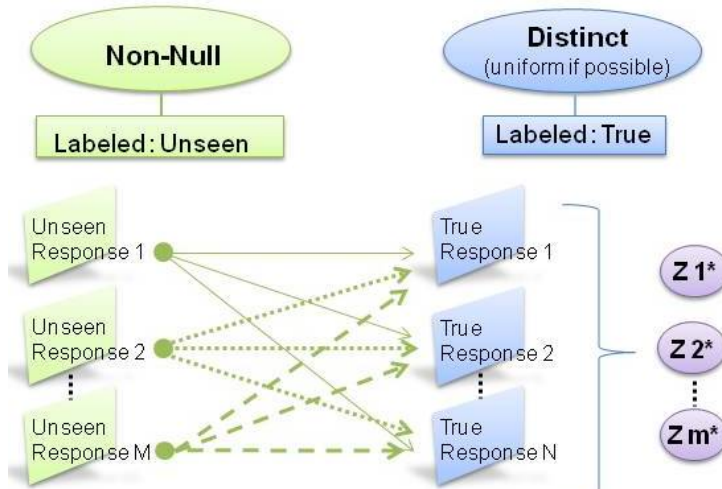 Non-Null
Distinct
(uniform if possible)
Labeled: Unseen
Labeled: True
Unseen
Response 1
True
Response 1
Z 1*
Unseen
Response 2
True
Response 2
Z 2*
Unseen
Response M
True
Response N
Z m*